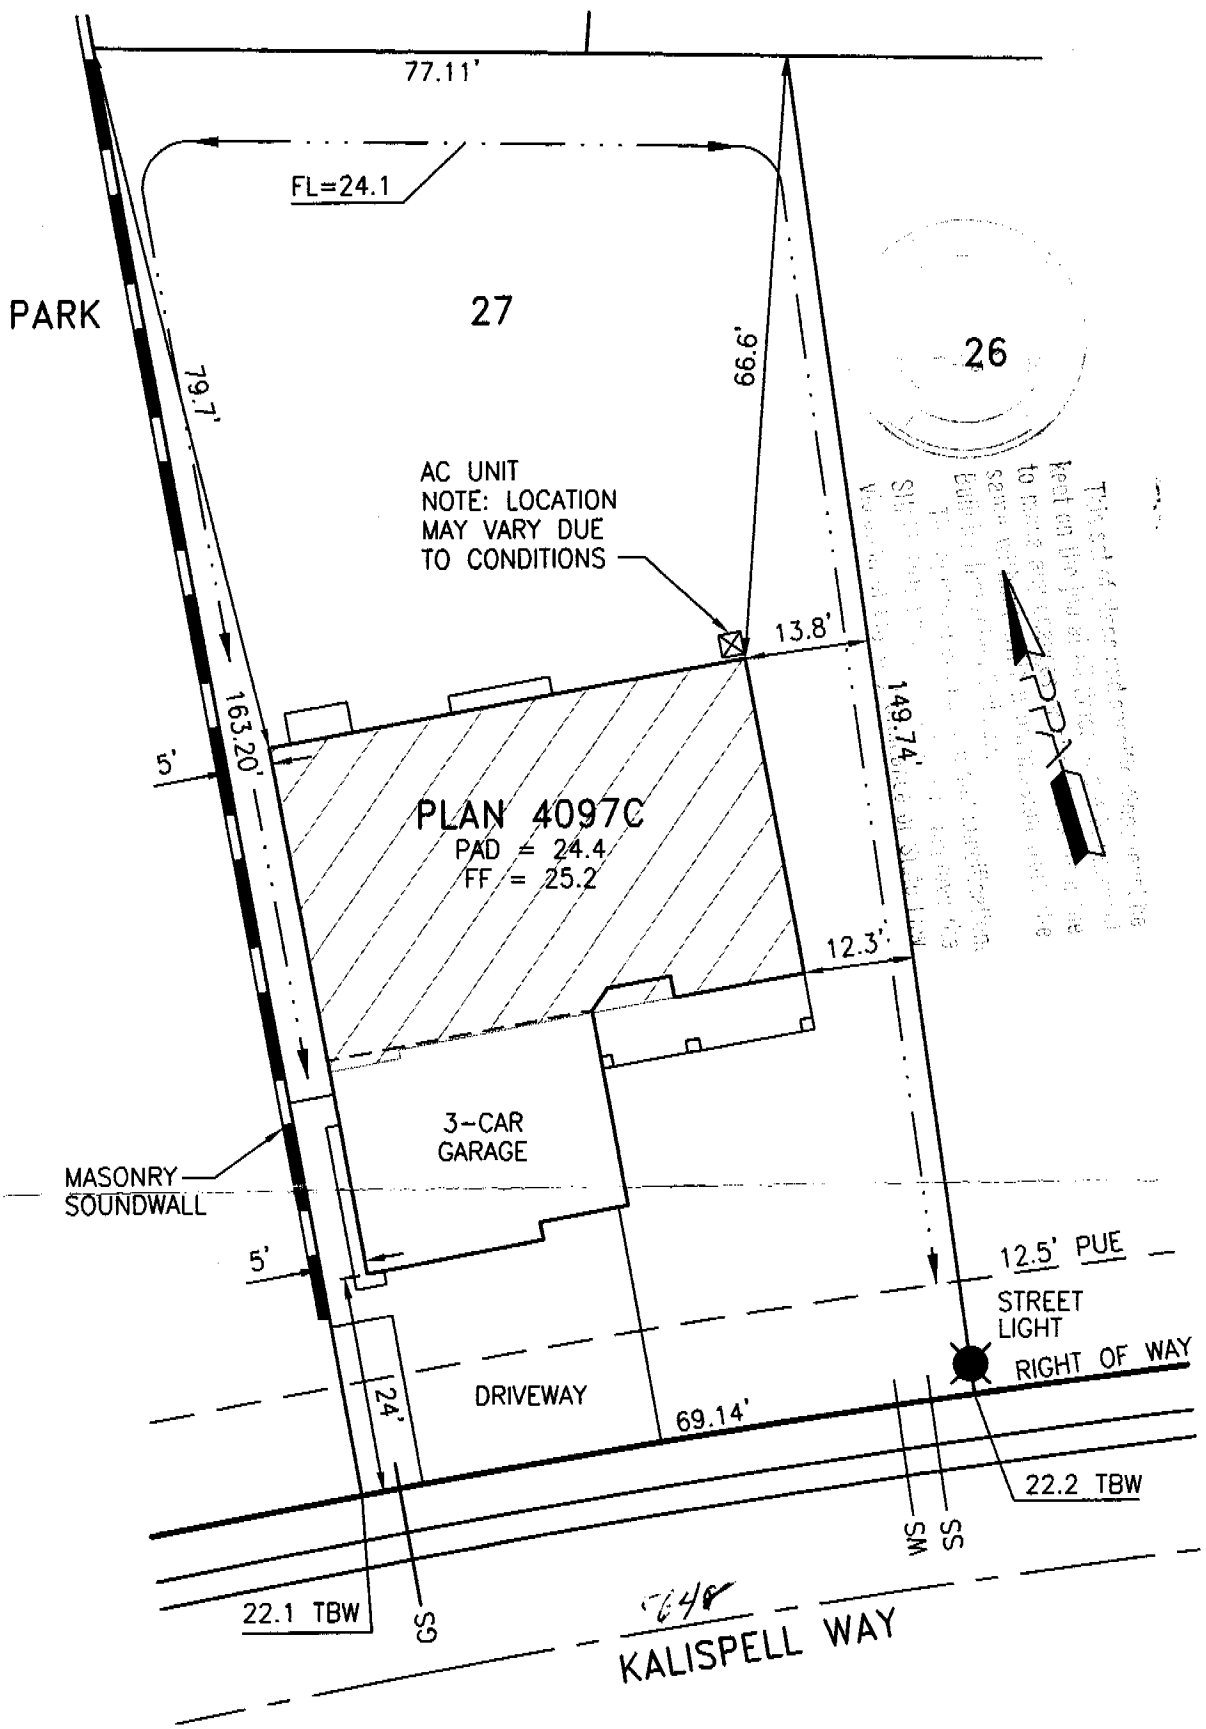 77.11'
FL=24.1
PARK
27
26
79.7'
66.6'
AC UNIT
NOTE: LOCATION
MAY VARY DUE
TO CONDITIONS
13.8'
163.20'
149.74'
5'
PLAN 4097C
PAD = 24.4
FF = 25.2
12.3'
3-CAR
GARAGE
MASONRY
SOUNDWALL
5'
12.5' PUE
STREET
LIGHT
RIGHT OF WAY
24'
DRIVEWAY
69.14'
22.2 TBW
SW
SS
22.1 TBW
GS
5648
KALISPELL WAY